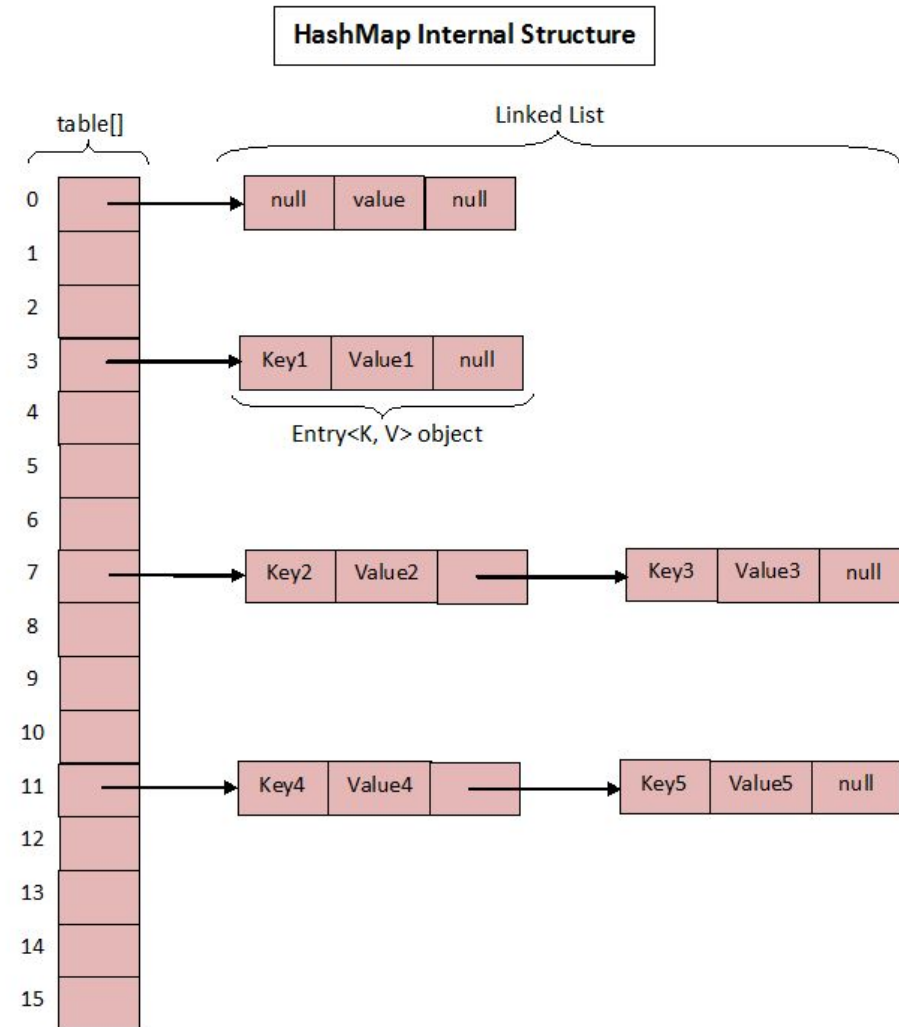 HashMap Internal Structure
table[]
Linked List
0
null value null
1
2
3
Key1 Value1 null
4
Entry<K, V> object
5
6
7
Key2 Value2
Key3 Value3 null
8
9
10
11
Key4 Value4
Key5 Value5 null
12
13
14
15